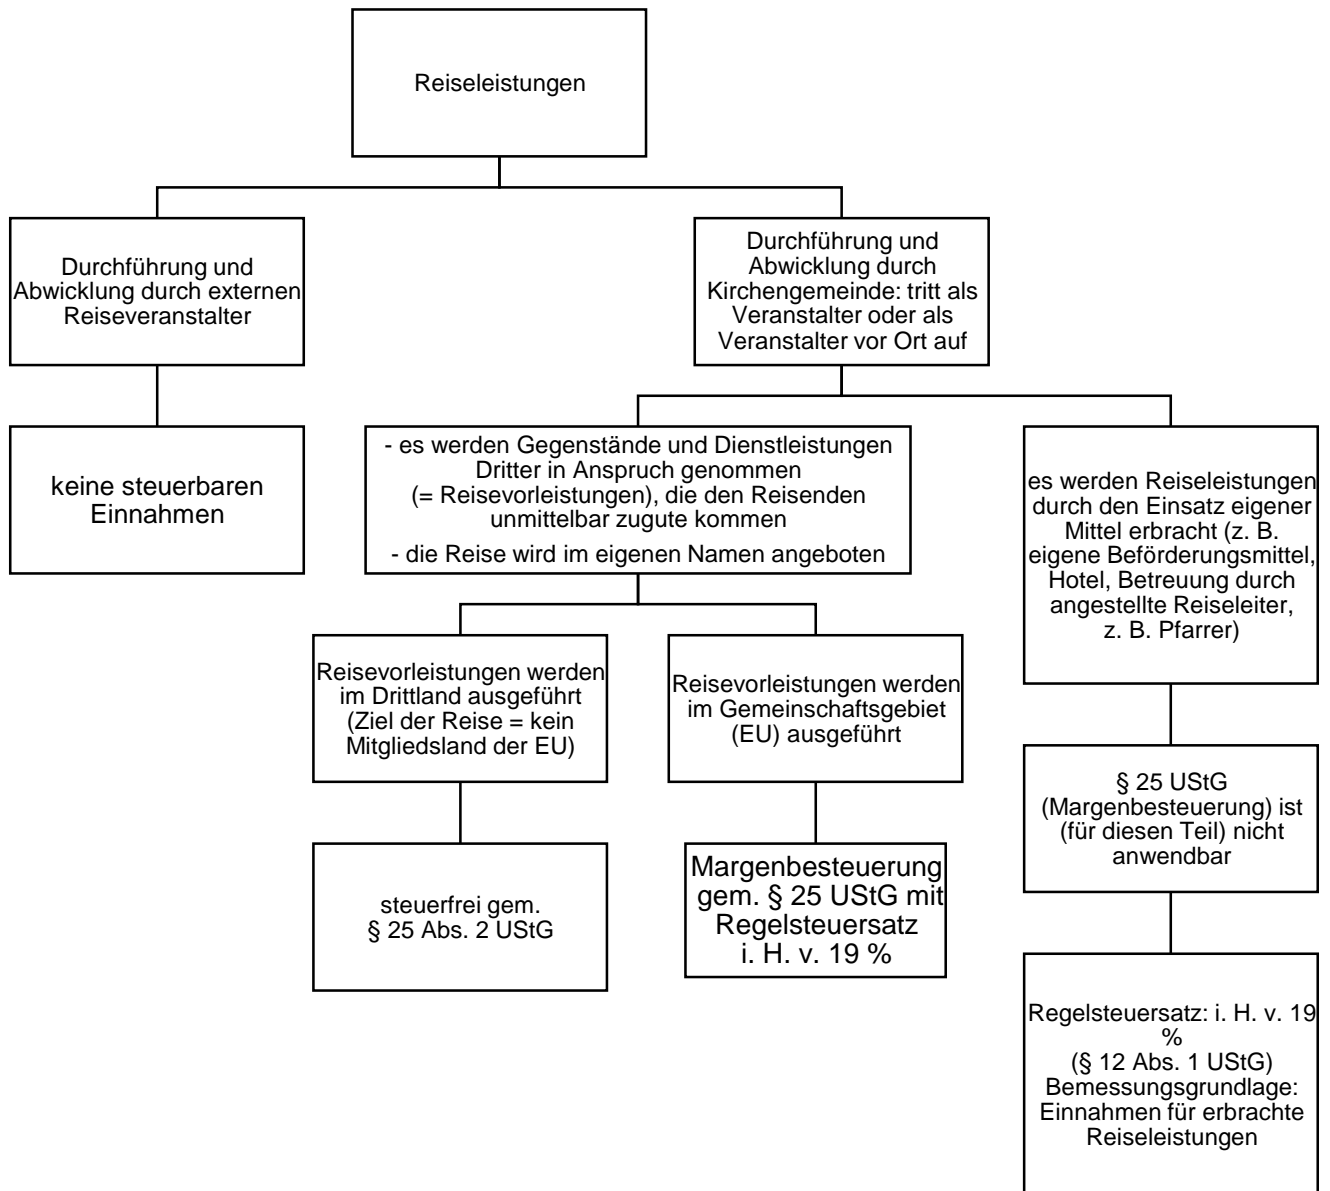 Reiseleistungen
Durchführung und
Abwicklung durch externen
Reiseveranstalter
Durchführung und
Abwicklung durch
Kirchengemeinde: tritt als
Veranstalter oder als
Veranstalter vor Ort auf
keine steuerbaren
Einnahmen
- es werden Gegenstände und Dienstleistungen
Dritter in Anspruch genommen
(= Reisevorleistungen), die den Reisenden
unmittelbar zugute kommen
- die Reise wird im eigenen Namen angeboten
es werden Reiseleistungen
durch den Einsatz eigener
Mittel erbracht (z. B.
eigene Beförderungsmittel,
Hotel, Betreuung durch
angestellte Reiseleiter,
z. B. Pfarrer)
Reisevorleistungen werden
im Drittland ausgeführt
(Ziel der Reise = kein
Mitgliedsland der EU)
Reisevorleistungen werden
im Gemeinschaftsgebiet
(EU) ausgeführt
§ 25 UStG
(Margenbesteuerung) ist
(für diesen Teil) nicht
anwendbar
steuerfrei gem.
§ 25 Abs. 2 UStG
Margenbesteuerung
gem. § 25 UStG mit
Regelsteuersatz
i. H. v. 19 %
Regelsteuersatz: i. H. v. 19
%
(§ 12 Abs. 1 UStG)
Bemessungsgrundlage:
Einnahmen für erbrachte
Reiseleistungen